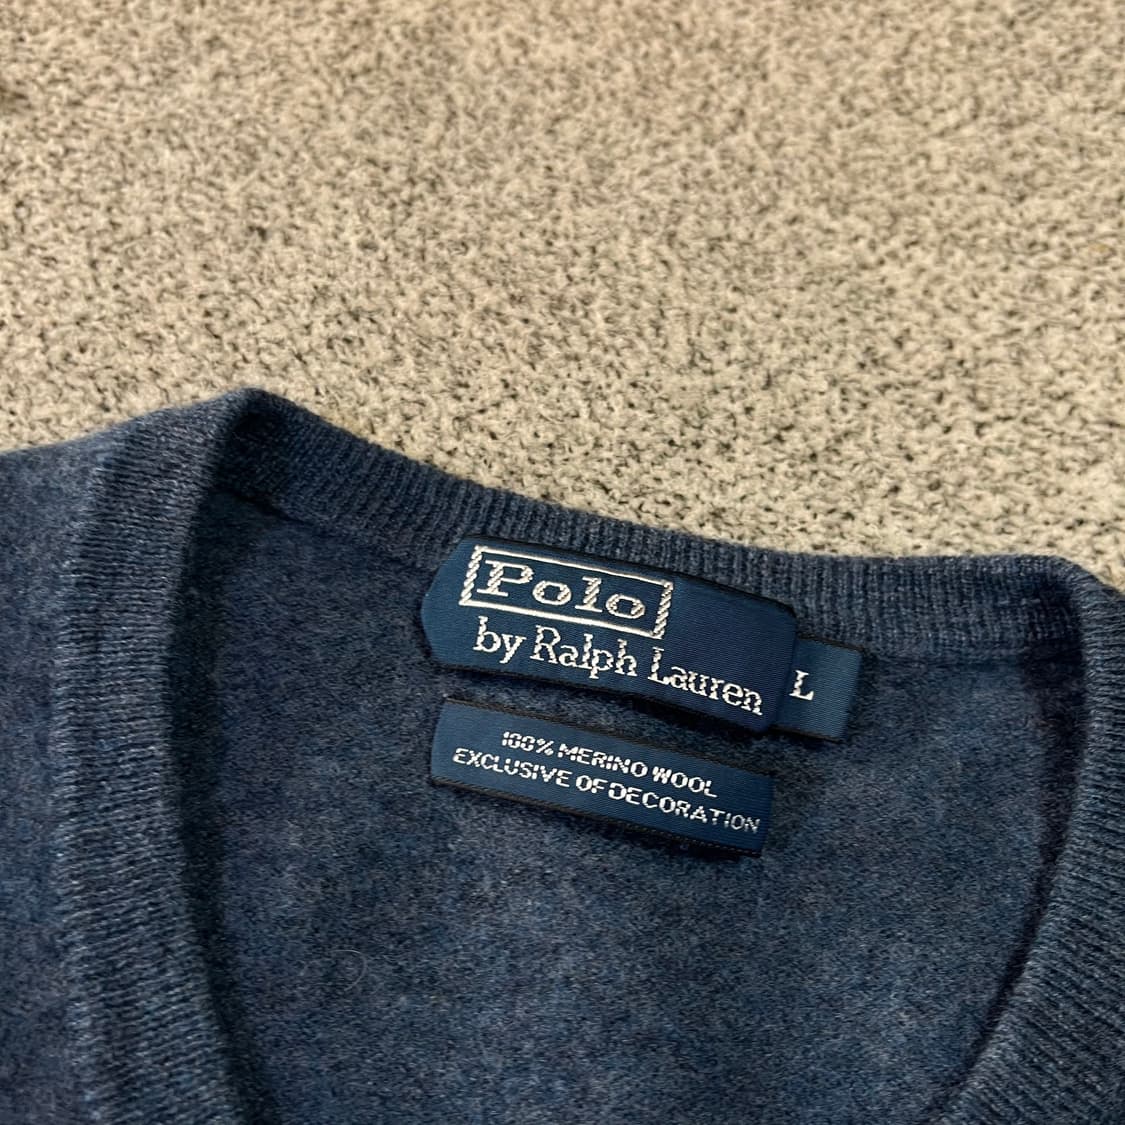 Polo
by Ralph Lauren
L
100% MERINO WOOL
EXCLUSIVE OF DECORATION